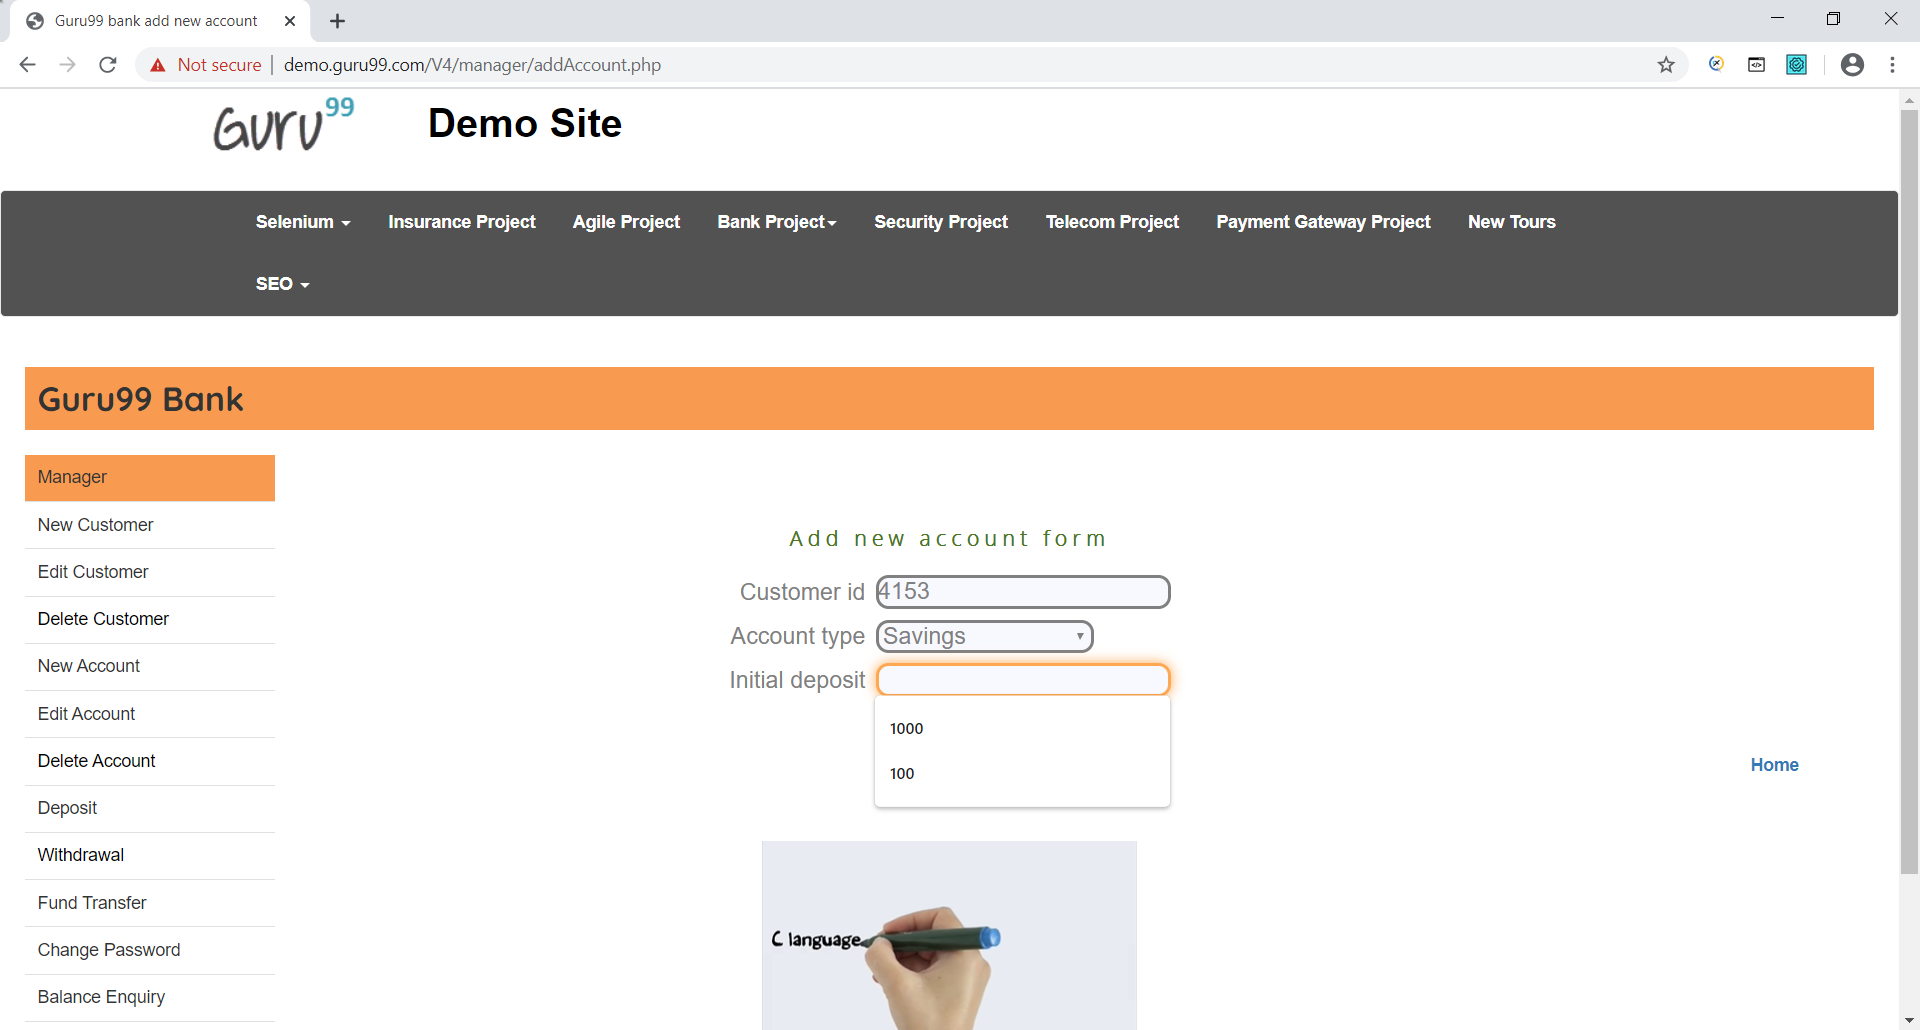 Guru99 bank add new account
Not secure | demo.guru99.com/V4/manager/addAccount.php
Guru99
Demo Site
Selenium Insurance Project Agile Project Bank Project Security Project Telecom Project Payment Gateway Project New Tours
SEO
Guru99 Bank
Manager
New Customer
Edit Customer
Delete Customer
New Account
Edit Account
Delete Account
Deposit
Withdrawal
Fund Transfer
Change Password
Balance Enquiry
Add new account form
Customer id 4153
Account type Savings
Initial deposit
1000
100
Home
C language